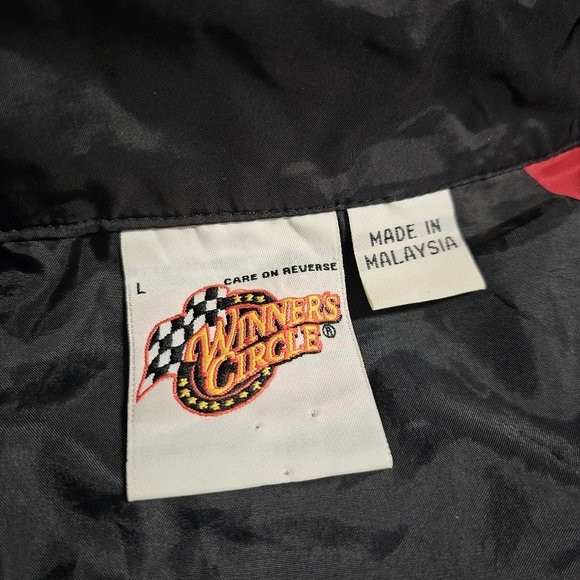 L
CARE ON REVERSE
WINNER'S
CIRCLE®
MADE IN
MALAYSIA